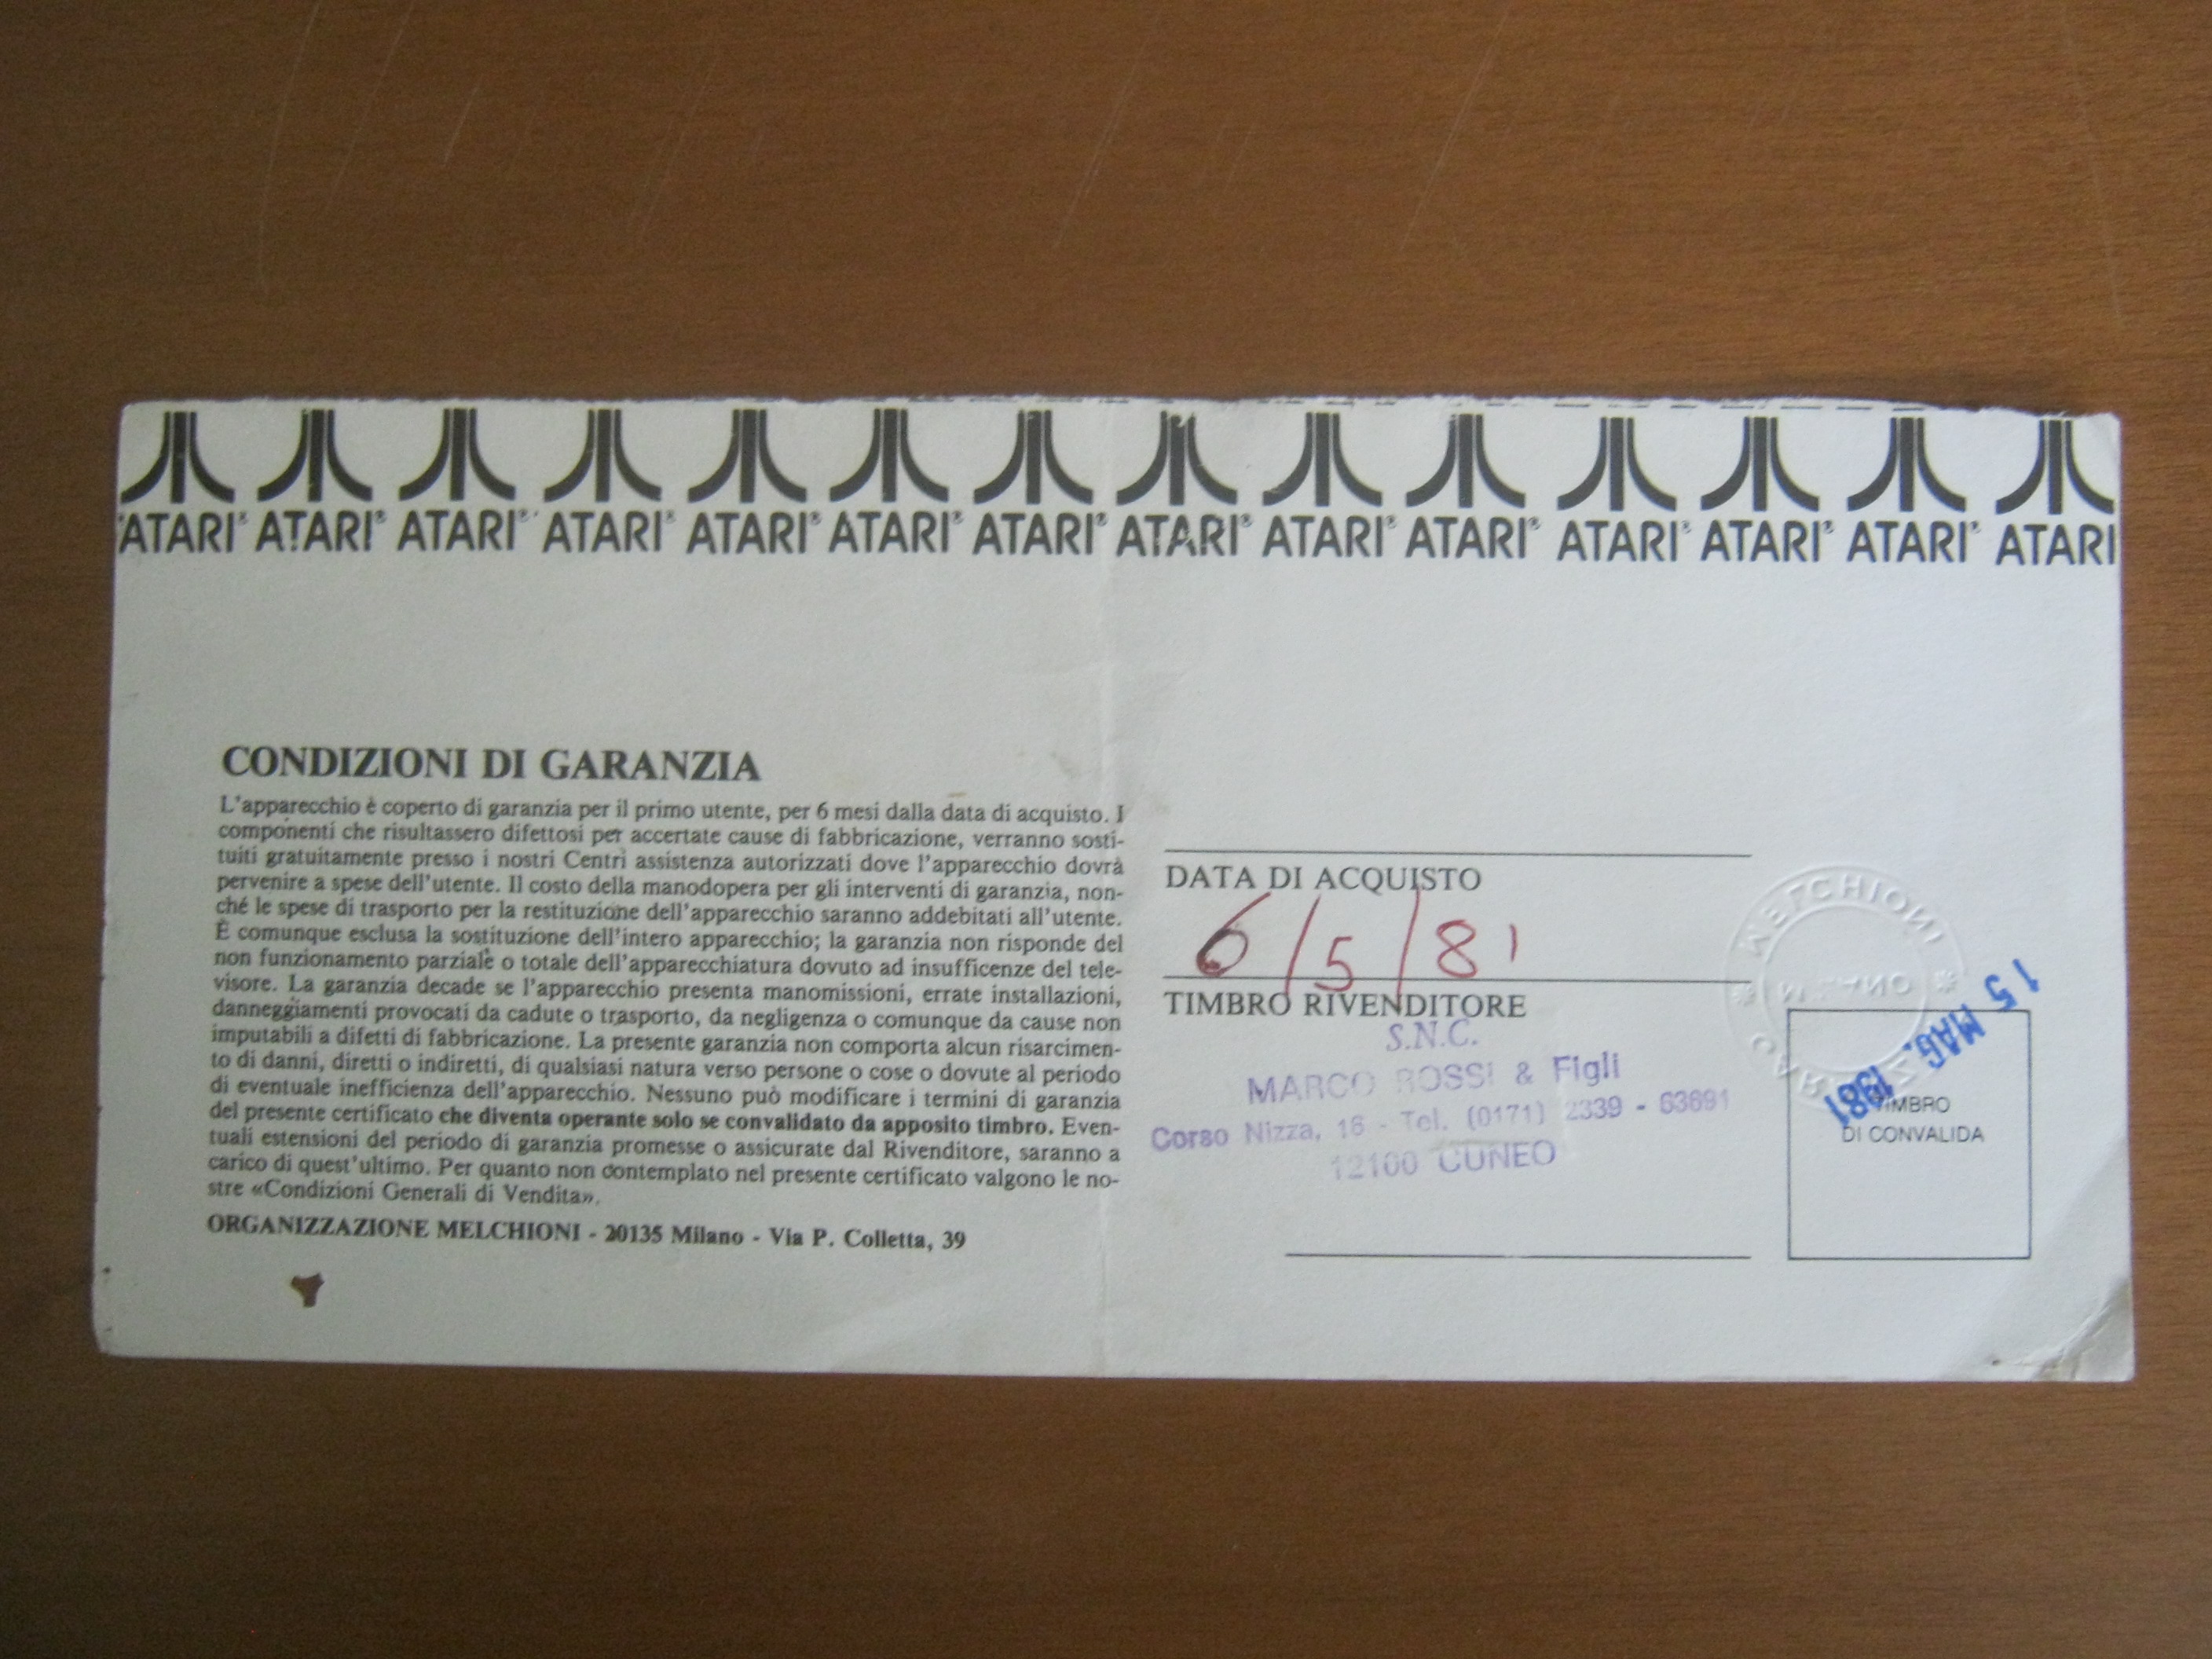 ATARI® ATARI® ATARI® ATARI® ATARI® ATARI® ATARI® ATARI® ATARI® ATARI® ATARI® ATARI® ATARI® ATARI
CONDIZIONI DI GARANZIA
L'apparecchio è coperto di garanzia per il primo utente, per 6 mesi dalla data di acquisto. I
componenti che risultassero difettosi per accertate cause di fabbricazione, verranno sosti-
tuiti gratuitamente presso i nostri Centri assistenza autorizzati dove l'apparecchio dovrà
pervenire a spese dell'utente. Il costo della manodopera per gli interventi di garanzia, non-
ché le spese di trasporto per la restituzione dell'apparecchio saranno addebitati all'utente.
È comunque esclusa la sostituzione dell'intero apparecchio; la garanzia non risponde del
non funzionamento parziale o totale dell'apparecchiatura dovuto ad insufficenze del tele-
visore. La garanzia decade se l'apparecchio presenta manomissioni, errate installazioni,
danneggiamenti provocati da cadute o trasporto, da negligenza o comunque da cause non
imputabili a difetti di fabbricazione. La presente garanzia non comporta alcun risarcimen-
to di danni, diretti o indiretti, di qualsiasi natura verso persone o cose o dovute al periodo
di eventuale inefficienza dell'apparecchio. Nessuno può modificare i termini di garanzia
del presente certificato che diventa operante solo se convalidato da apposito timbro. Even-
tuali estensioni del periodo di garanzia promesse o assicurate dal Rivenditore, saranno a
carico di quest'ultimo. Per quanto non contemplato nel presente certificato valgono le no-
stre «Condizioni Generali di Vendita».
ORGANIZZAZIONE MELCHIONI - 20135 Milano - Via P. Colletta, 39
DATA DI ACQUISTO
6/5/81
TIMBRO RIVENDITORE
S.N.C.
MARCO ROSSI & Figli
Corso Nizza, 16 - Tel. (0171) 2339 - 63691
12100 CUNEO
MELCHIONI
15 MAG. 1981
TIMBRO
DI CONVALIDA